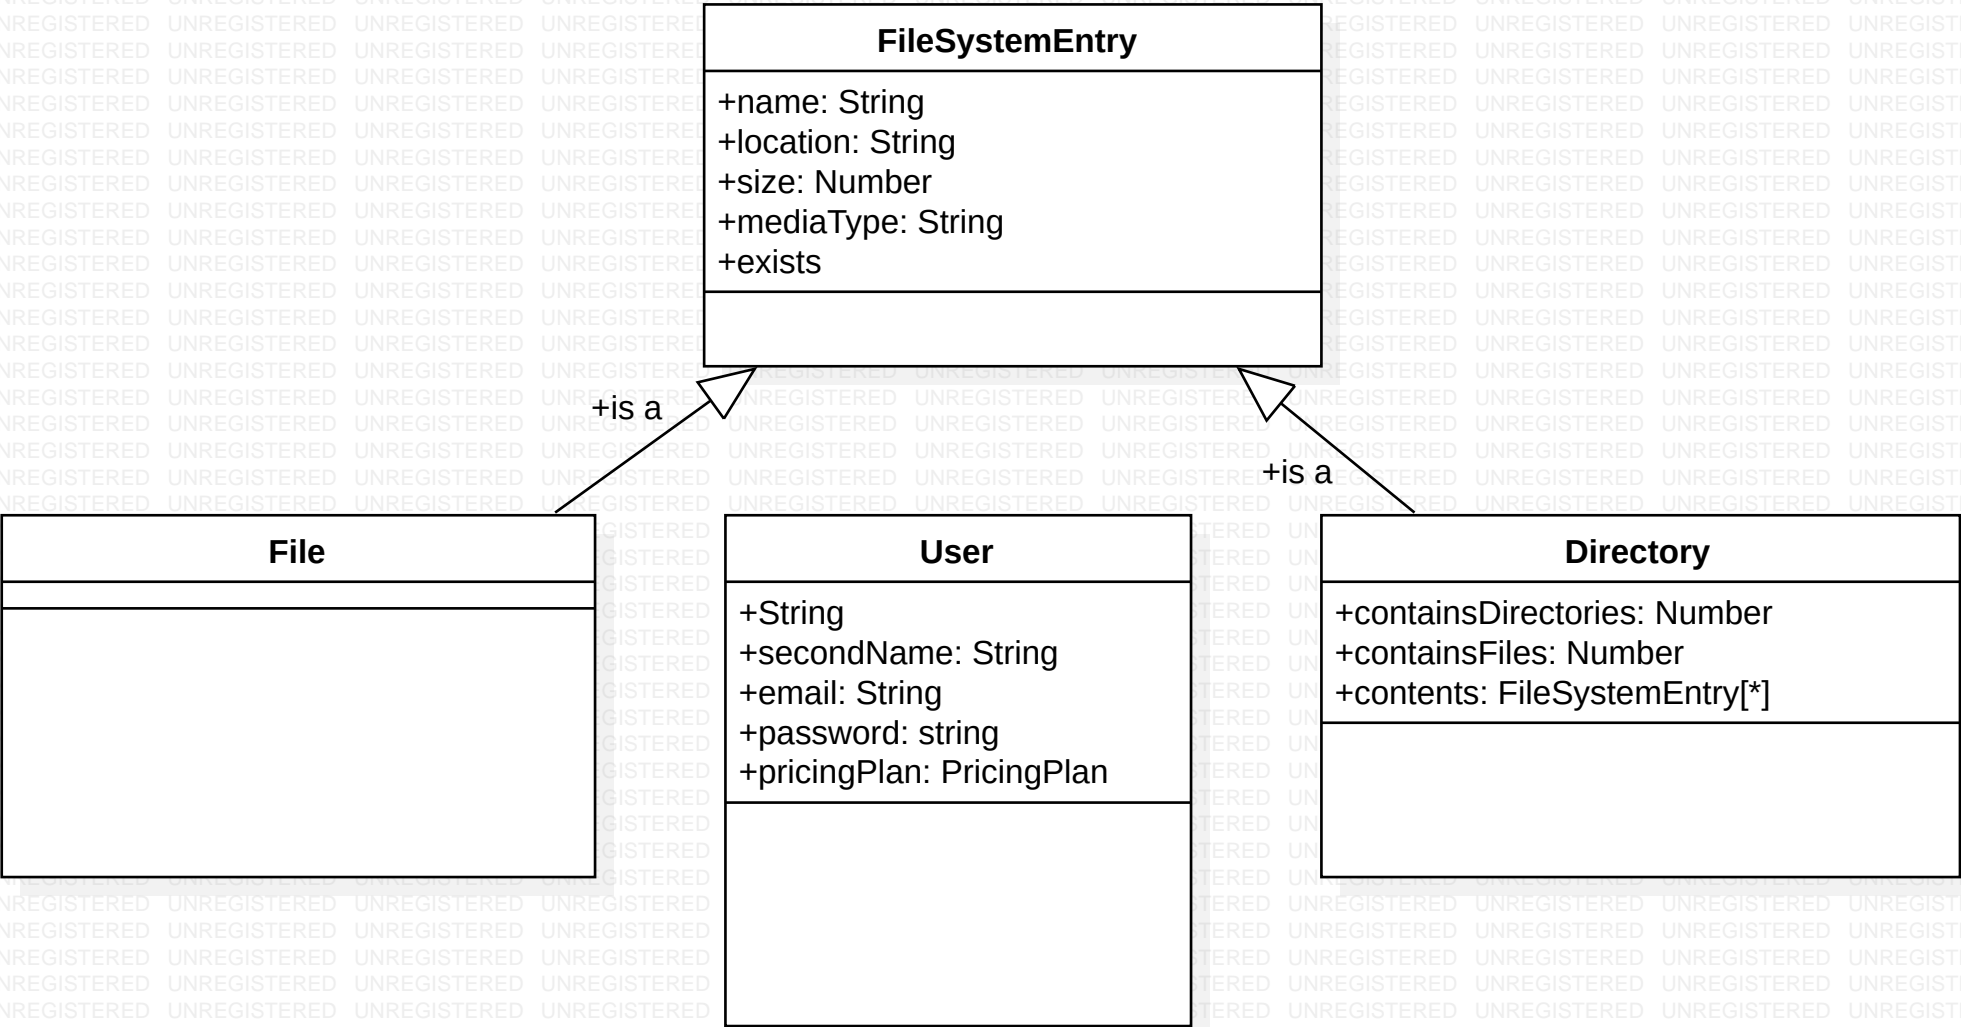 FileSystemEntry
+name: String
+location: String
+size: Number
+mediaType: String
+exists
+is a
+is a
File
User
+String
+secondName: String
+email: String
+password: string
+pricingPlan: PricingPlan
Directory
+containsDirectories: Number
+containsFiles: Number
+contents: FileSystemEntry[*]
UNREGISTERED